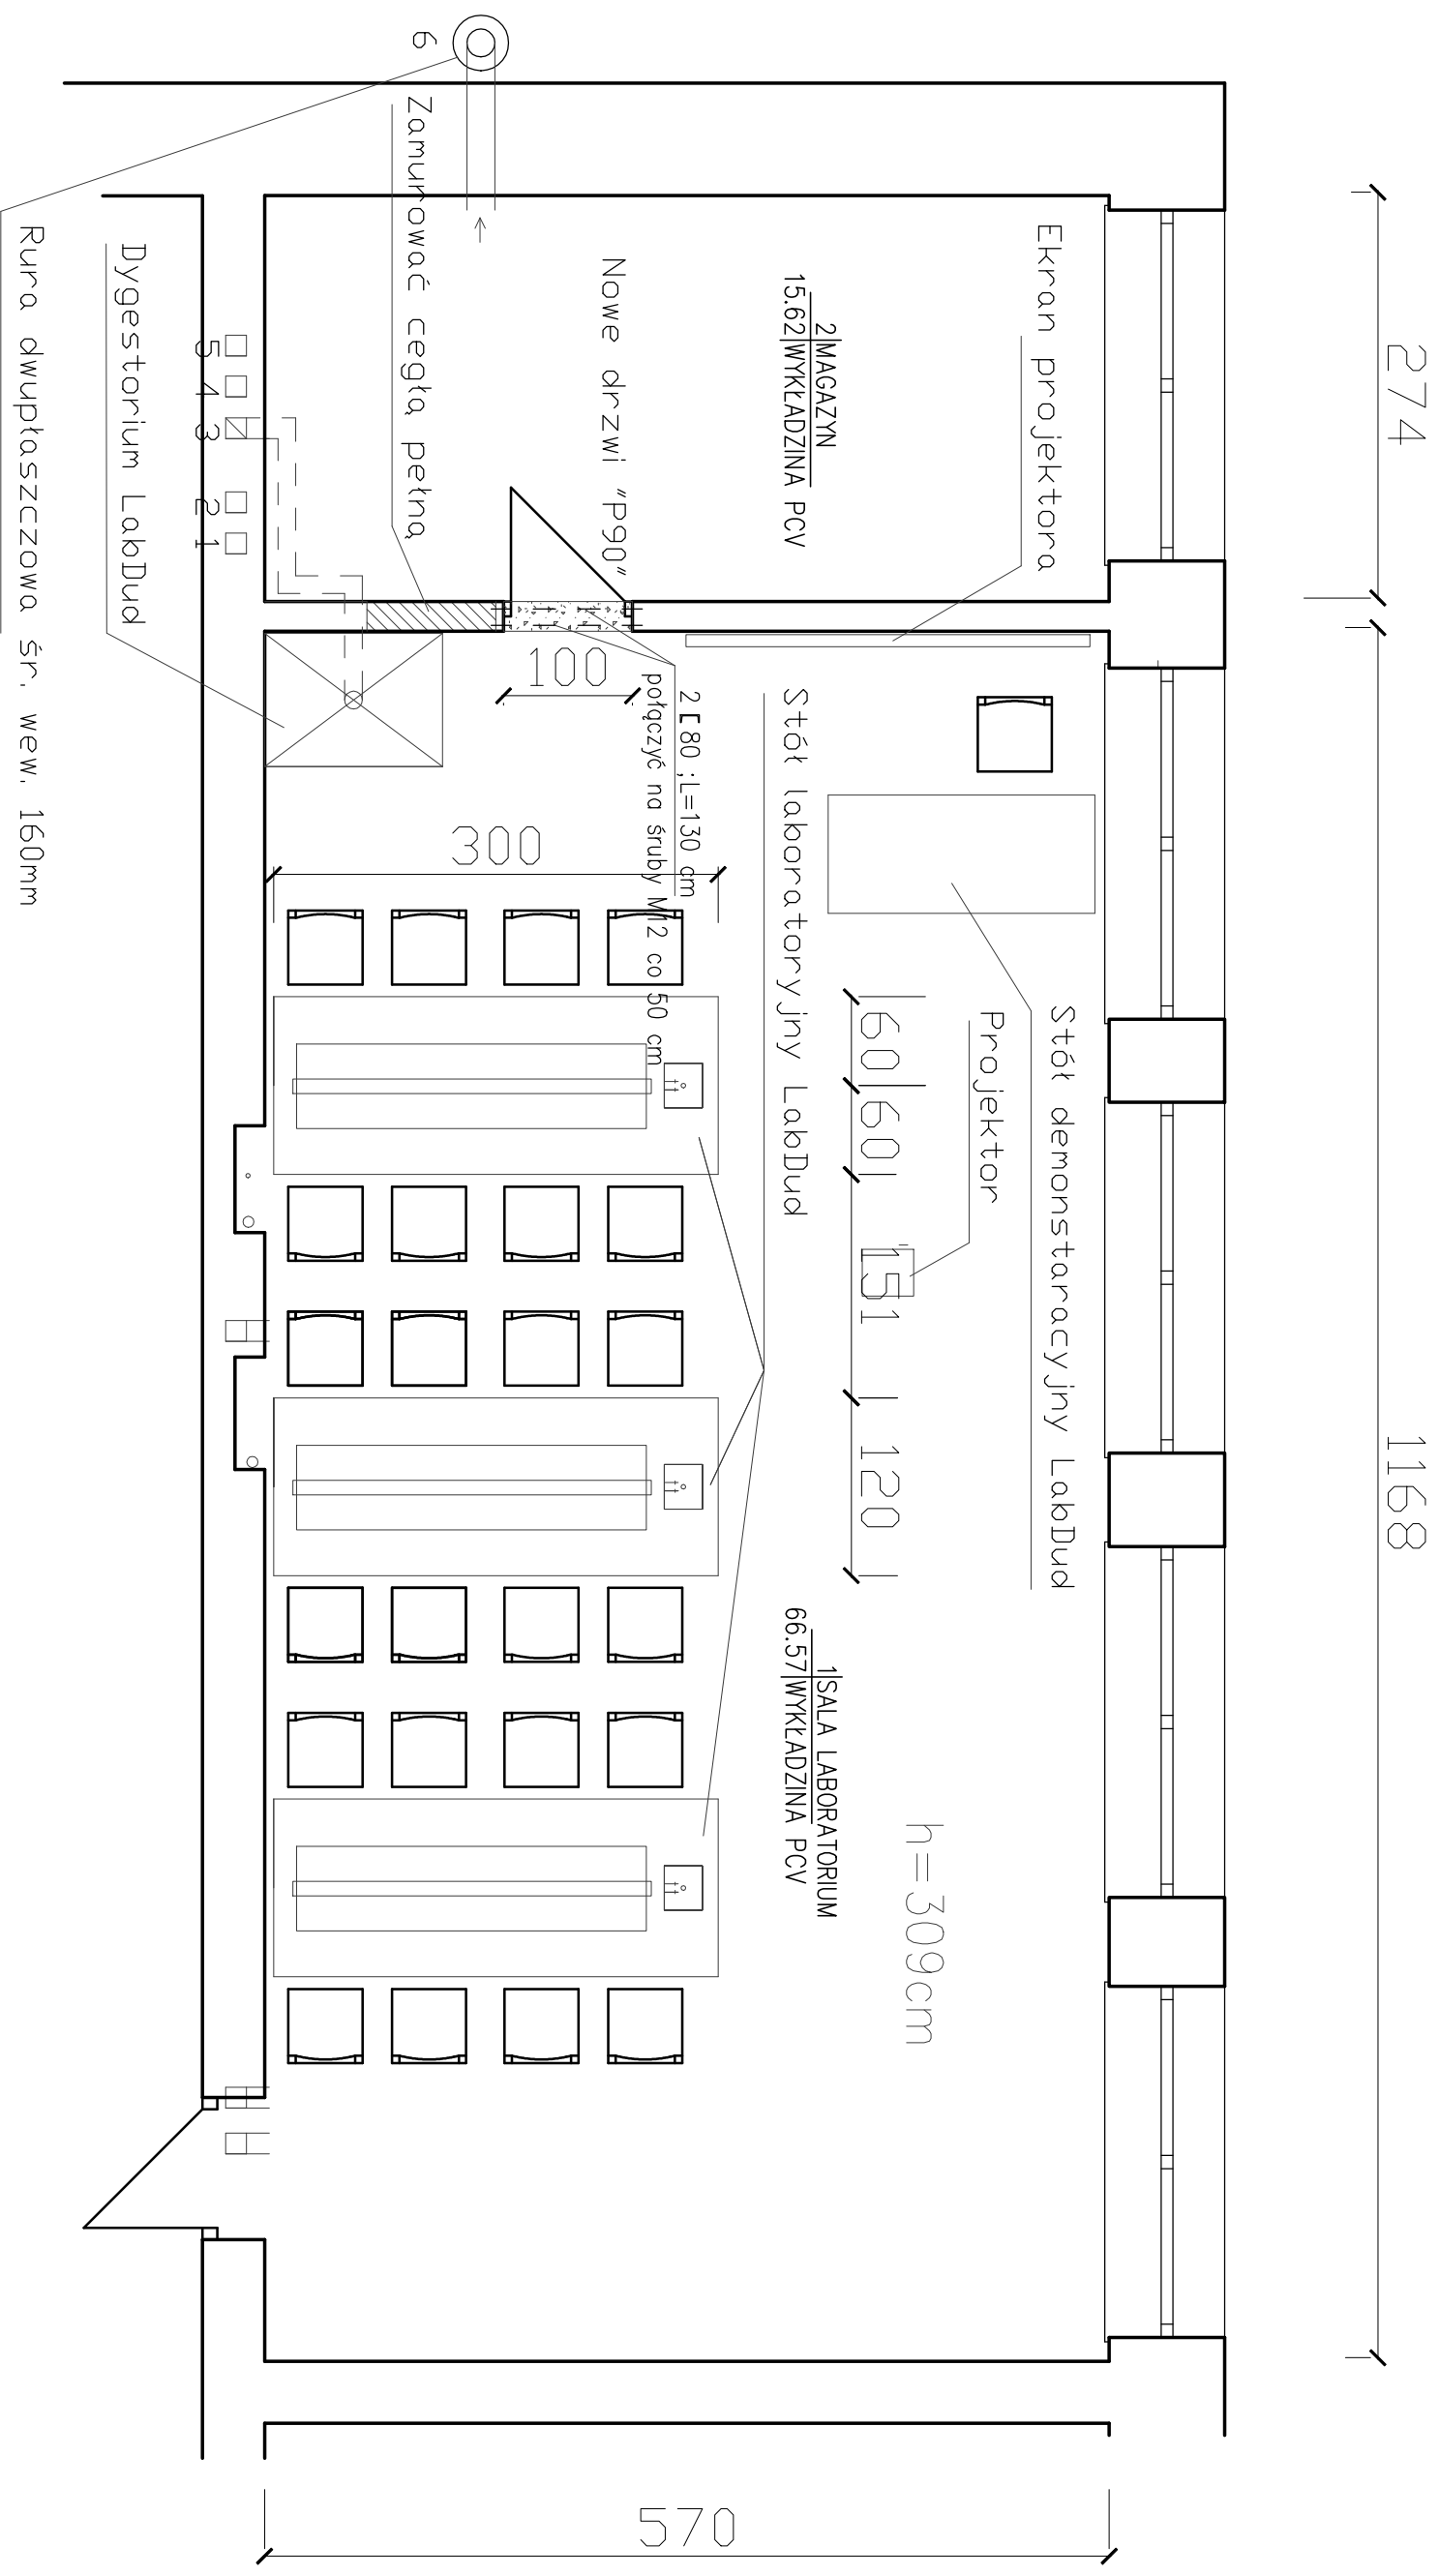 274
1168
Ekran projektora
Stół demonstaracyjny LabDud
Projektor
h=309cm
2 MAGAZYN
15.62 WYKŁADZINA PCV
1 SALA LABORATORIUM
66.57 WYKŁADZINA PCV
60
60
151
120
Stół laboratoryjny LabDud
2 [ 80 ;L=130 cm
połączyć na śruby M12 co 50 cm
Nowe drzwi "P90"
100
300
570
Zamurować cegłą pełną
6
5 4 3 2 1
Dygestorium LabDud
Rura dwupłaszczowa śr. wew. 160mm